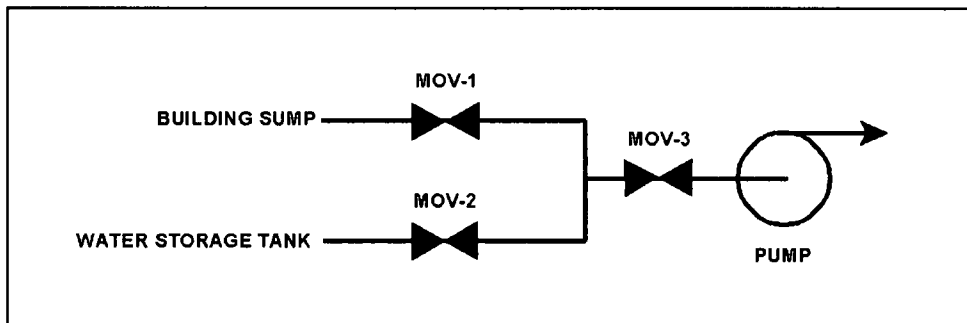 MOV-1
BUILDING SUMP
MOV-3
MOV-2
WATER STORAGE TANK
PUMP